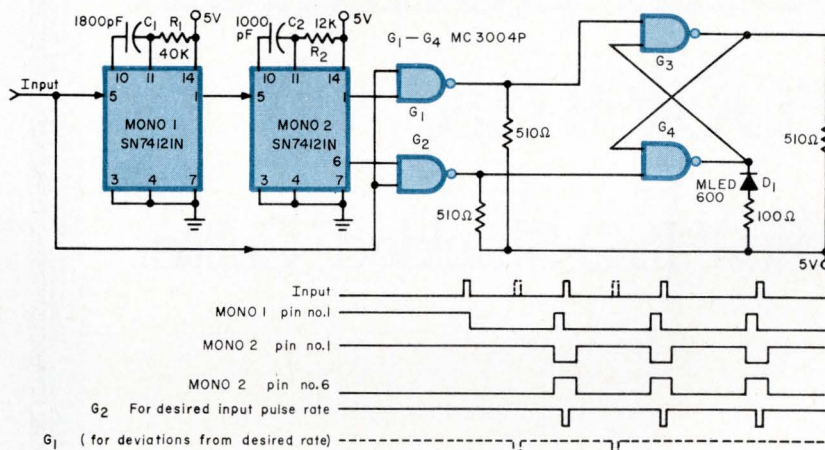 1800pF C1 R1 5V
40K
1000 pF C2 12K 5V
R2
G1 – G4 MC3004P
Input
10 11 14
5 1
MONO 1
SN74121N
3 4 7
10 11 14
5 1
MONO 2
SN74121N
6
3 4 7
G1
G2
510Ω
510Ω
G3
G4
510Ω
MLED 600
D1
100Ω
5V
Input
MONO 1 pin no.1
MONO 2 pin no.1
MONO 2 pin no.6
G2 For desired input pulse rate
G1 (for deviations from desired rate)